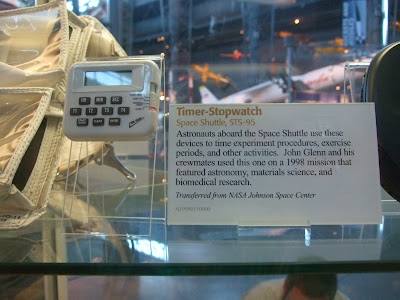 Timer-Stopwatch
Space Shuttle, STS-95
Astronauts aboard the Space Shuttle use these
devices to time experiment procedures, exercise
periods, and other activities. John Glenn and his
crewmates used this one on a 1998 mission that
featured astronomy, materials science, and
biomedical research.
Transferred from NASA Johnson Space Center